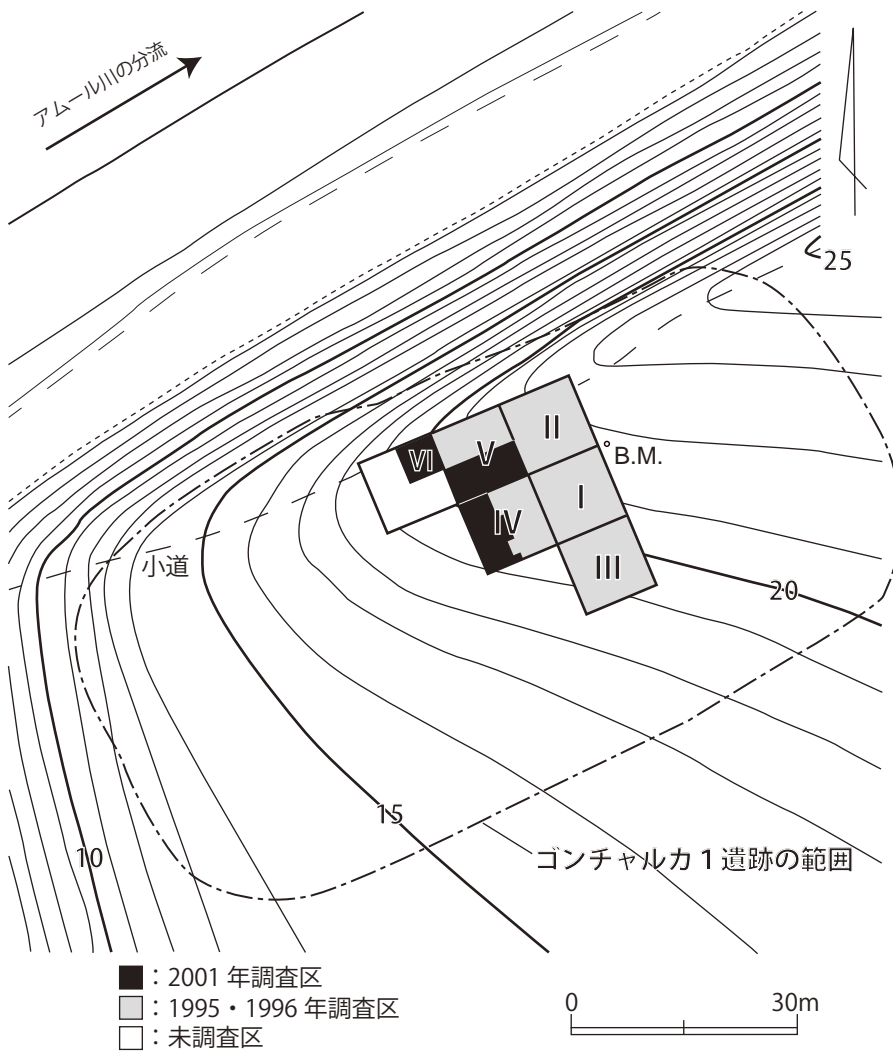 アムール川の分流
25
II
B.M.
V
VI
I
IV
小道
III
20
15
10
ゴンチャルカ 1 遺跡の範囲
：2001 年調査区
：1995・1996 年調査区
：未調査区
0 30m